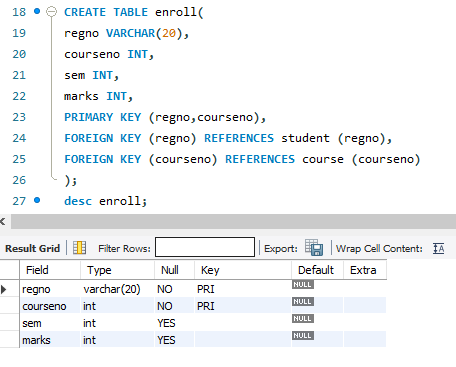 18 CREATE TABLE enroll(
19 regno VARCHAR(20),
20 courseno INT,
21 sem INT,
22 marks INT,
23 PRIMARY KEY (regno,courseno),
24 FOREIGN KEY (regno) REFERENCES student (regno),
25 FOREIGN KEY (courseno) REFERENCES course (courseno)
26 );
27 desc enroll;
Result Grid Filter Rows: Export: Wrap Cell Content: IA
Field Type Null Key Default Extra
regno varchar(20) NO PRI NULL
courseno int NO PRI NULL
sem int YES NULL
marks int YES NULL